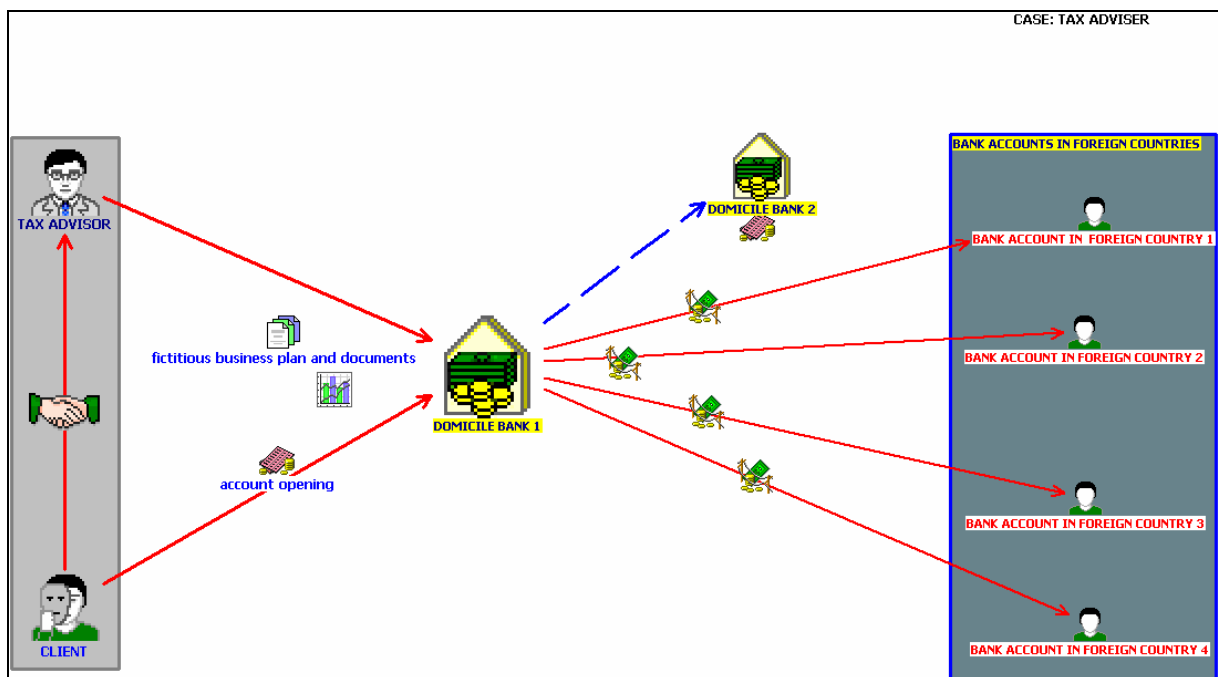 CASE: TAX ADVISER
BANK ACCOUNTS IN FOREIGN COUNTRIES
TAX ADVISOR
DOMICILE BANK 2
BANK ACCOUNT IN FOREIGN COUNTRY 1
fictitious business plan and documents
BANK ACCOUNT IN FOREIGN COUNTRY 2
DOMICILE BANK 1
account opening
BANK ACCOUNT IN FOREIGN COUNTRY 3
CLIENT
BANK ACCOUNT IN FOREIGN COUNTRY 4